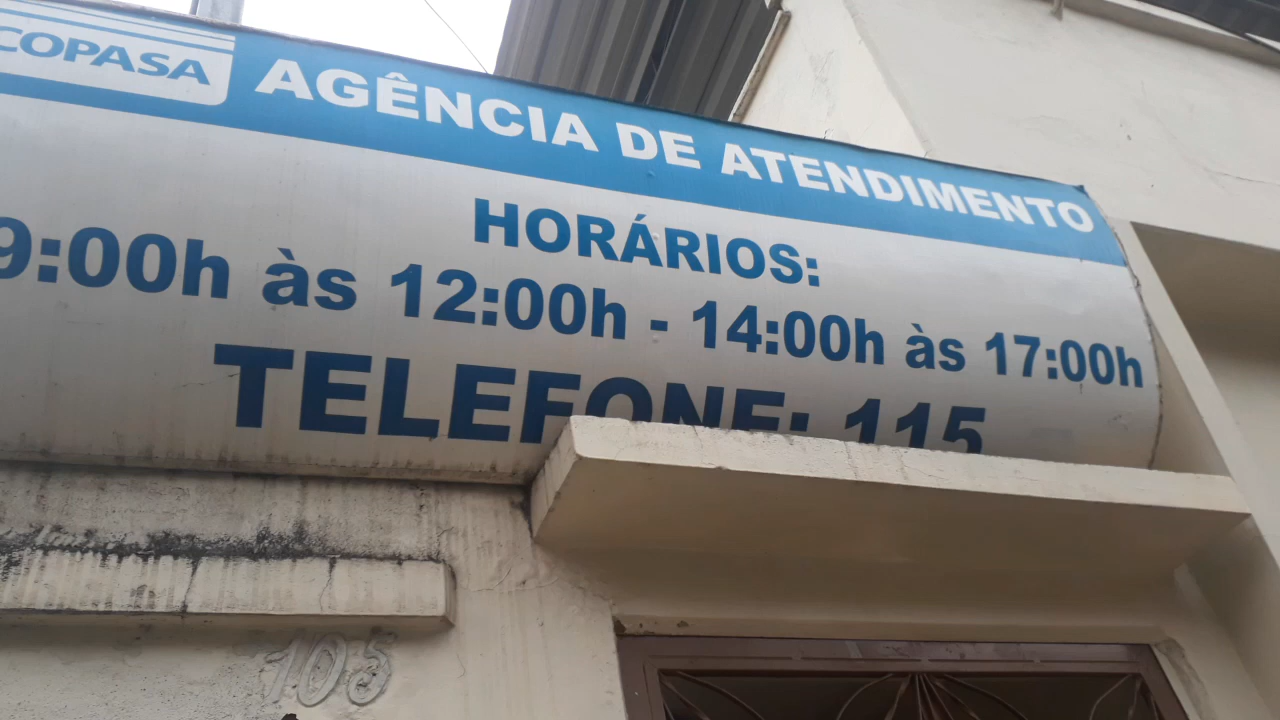 COPASA
AGÊNCIA DE ATENDIMENTO
HORÁRIOS:
9:00h às 12:00h - 14:00h às 17:00h
TELEFONE: 115
105